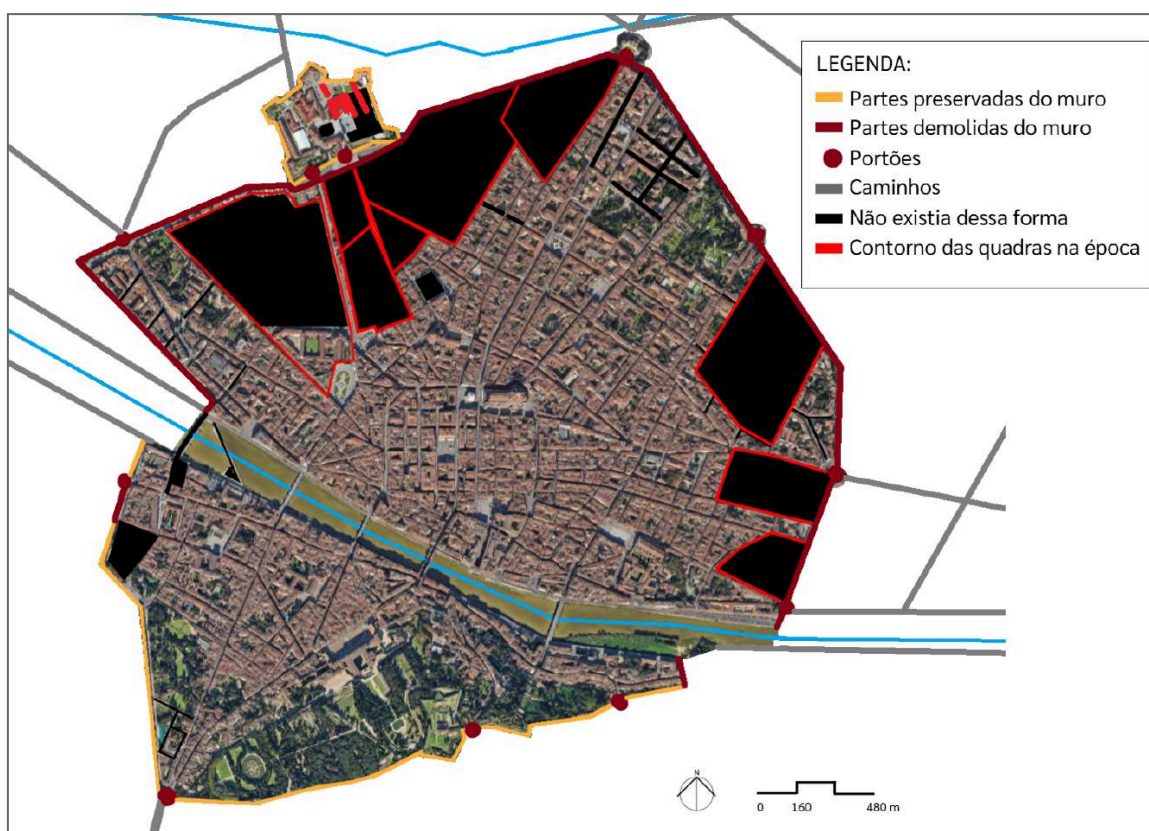 LEGENDA:
Partes preservadas do muro
Partes demolidas do muro
Portões
Caminhos
Não existia dessa forma
Contorno das quadras na época
N
0 160 480 m